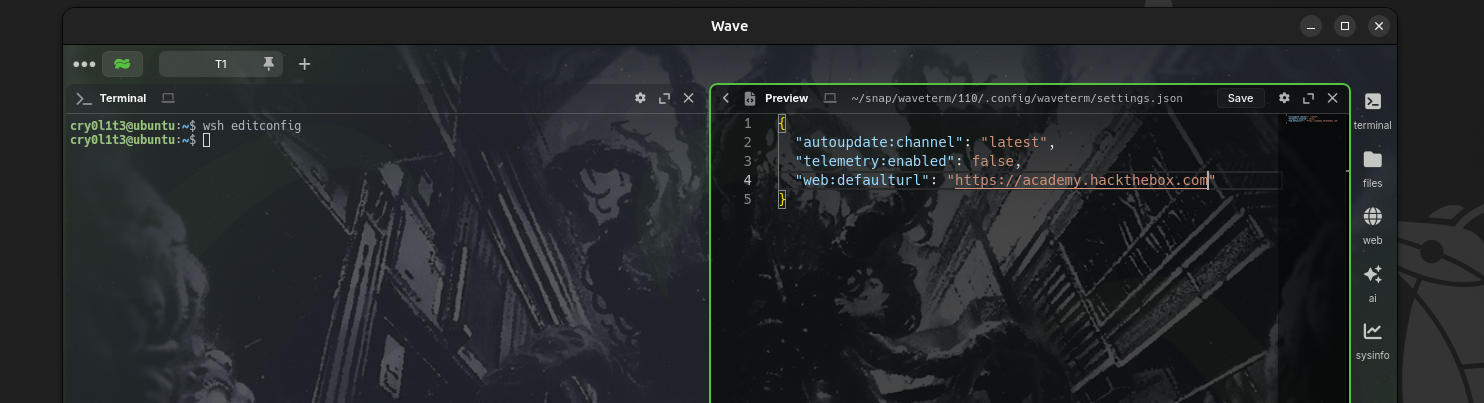 Wave
T1
Terminal
cry0l1t3@ubuntu:~$ wsh editconfig
cry0l1t3@ubuntu:~$
Preview
~/snap/waveterm/110/.config/waveterm/settings.json
Save
1 {
2 "autoupdate:channel": "latest",
3 "telemetry:enabled": false,
4 "web:defaulturl": "https://academy.hackthebox.com"
5 }
terminal
files
web
ai
sysinfo